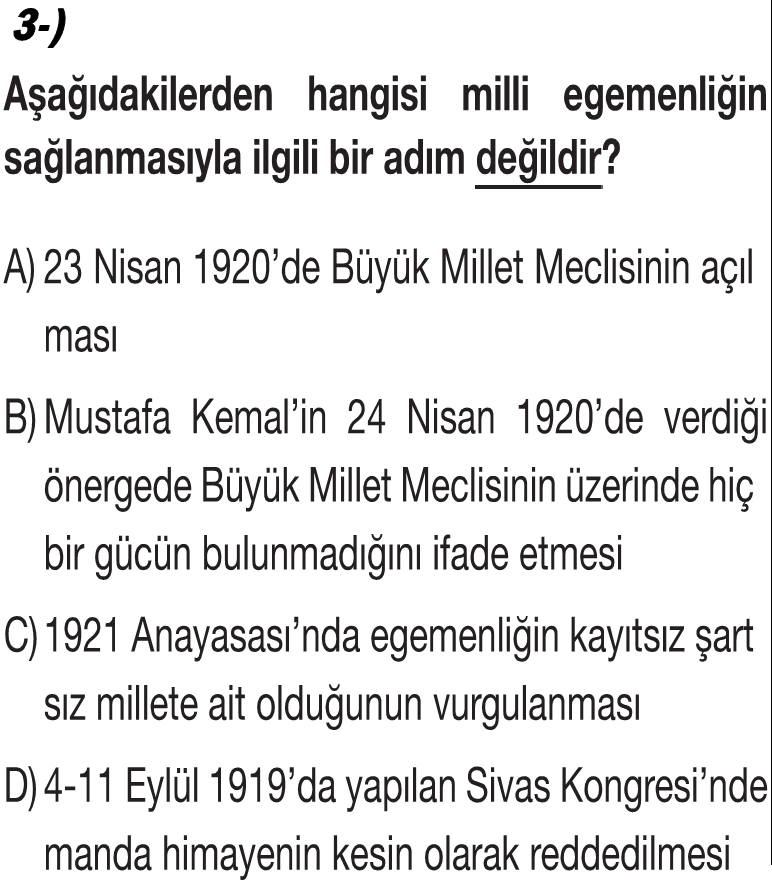 3-)
Aşağıdakilerden hangisi milli egemenliğin
sağlanmasıyla ilgili bir adım değildir?
A) 23 Nisan 1920’de Büyük Millet Meclisinin açıl
ması
B) Mustafa Kemal’in 24 Nisan 1920’de verdiği
önergede Büyük Millet Meclisinin üzerinde hiç
bir gücün bulunmadığını ifade etmesi
C) 1921 Anayasası’nda egemenliğin kayıtsız şart
sız millete ait olduğunun vurgulanması
D) 4-11 Eylül 1919’da yapılan Sivas Kongresi’nde
manda himayenin kesin olarak reddedilmesi